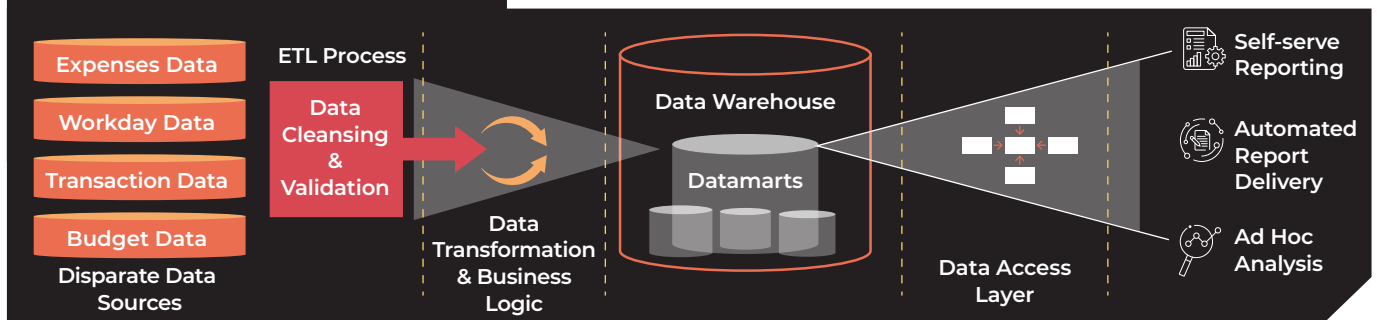 Expenses Data
Workday Data
Transaction Data
Budget Data
Disparate Data
Sources
ETL Process
Data
Cleansing
&
Validation
Data
Transformation
& Business
Logic
Data Warehouse
Datamarts
Data Access
Layer
Self-serve
Reporting
Automated
Report
Delivery
Ad Hoc
Analysis